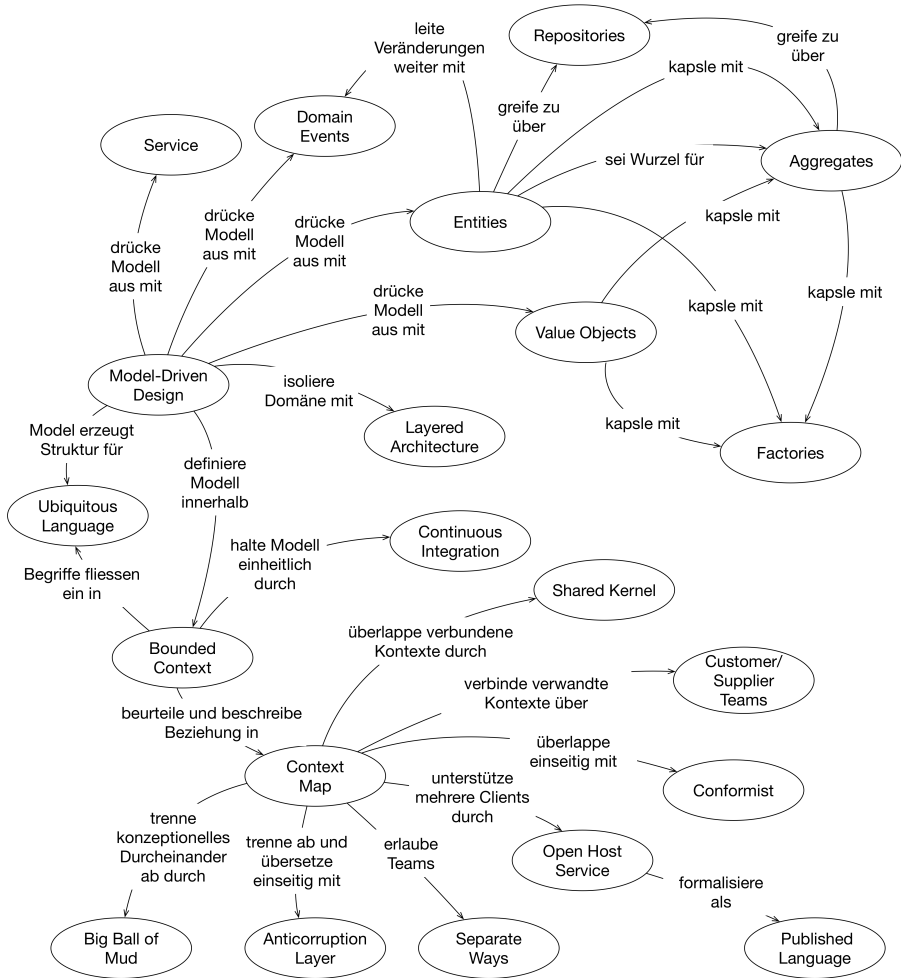 leite
Veränderungen
weiter mit
Repositories
greife zu
über
kapsle mit
greife zu
über
Domain
Events
Service
sei Wurzel für
Aggregates
kapsle mit
drücke
Modell
aus mit
drücke
Modell
aus mit
drücke
Modell
aus mit
Entities
kapsle mit
kapsle mit
drücke
Modell
aus mit
Value Objects
Model-Driven
Design
isoliere
Domäne mit
Layered
Architecture
kapsle mit
Factories
Model erzeugt
Struktur für
definiere
Modell
innerhalb
Ubiquitous
Language
halte Modell
einheitlich
durch
Continuous
Integration
Begriffe fliessen
ein in
Shared Kernel
Bounded
Context
überlappe verbundene
Kontexte durch
verbinde verwandte
Kontexte über
Customer/
Supplier
Teams
beurteile und beschreibe
Beziehung in
Context
Map
überlappe
einseitig mit
Conformist
unterstütze
mehrere Clients
durch
trenne
konzeptionelles
Durcheinander
ab durch
trenne ab und
übersetze
einseitig mit
erlaube
Teams
Open Host
Service
formalisiere
als
Big Ball of
Mud
Anticorruption
Layer
Separate
Ways
Published
Language